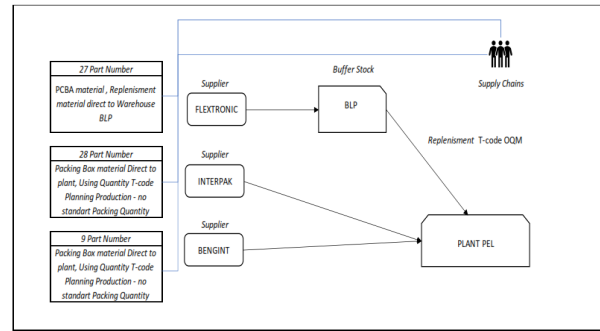 27 Part Number
PCBA material , Replenisment
material direct to Warehouse
BLP
28 Part Number
Packing Box material Direct to
plant, Using Quantity T-code
Planning Production - no
standart Packing Quantity
9 Part Number
Packing Box material Direct to
plant, Using Quantity T-code
Planning Production - no
standart Packing Quantity
Supplier
FLEXTRONIC
Supplier
INTERPAK
Supplier
BENGINT
Buffer Stock
BLP
Supply Chains
Replenisment T-code OQM
PLANT PEL